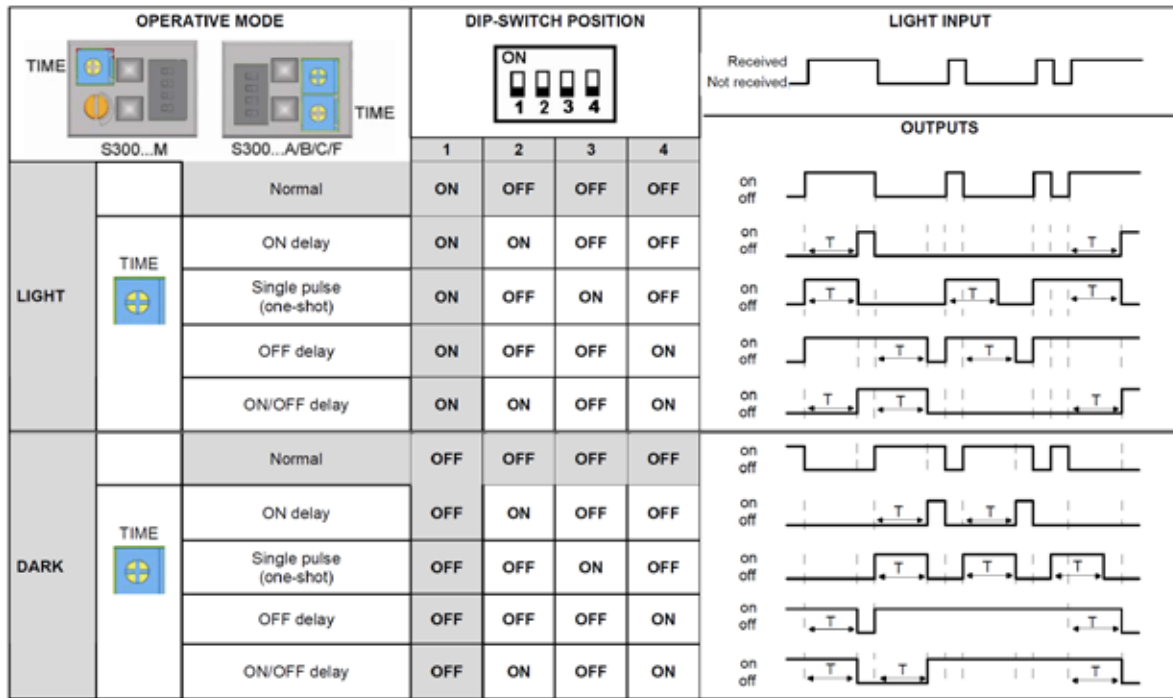 OPERATIVE MODE
DIP-SWITCH POSITION
LIGHT INPUT
TIME
TIME
S300...M
S300...A/B/C/F
ON
1 2 3 4
Received
Not received
OUTPUTS
1 2 3 4
LIGHT
TIME
Normal ON OFF OFF OFF
on
off
ON delay ON ON OFF OFF
on
off
T T
Single pulse
(one-shot)
ON OFF ON OFF
on
off
T T T
OFF delay ON OFF OFF ON
on
off
T T
ON/OFF delay ON ON OFF ON
on
off
T T T
DARK
TIME
Normal OFF OFF OFF OFF
on
off
ON delay OFF ON OFF OFF
on
off
T T
Single pulse
(one-shot)
OFF OFF ON OFF
on
off
T T T
OFF delay OFF OFF OFF ON
on
off
T T
ON/OFF delay OFF ON OFF ON
on
off
T T T